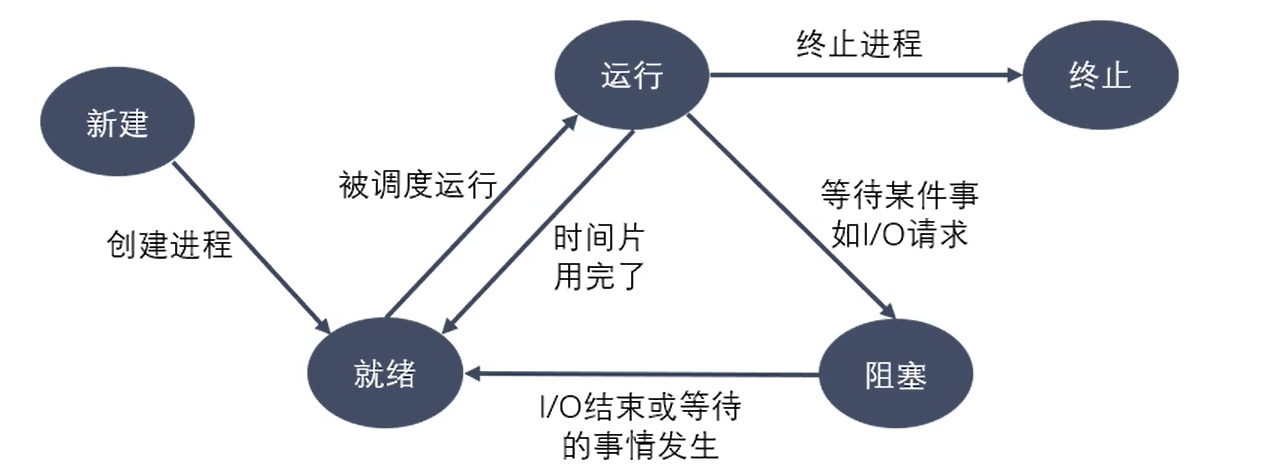 终止进程
运行
终止
新建
被调度运行
等待某件事
如I/O请求
创建进程
时间片
用完了
就绪
阻塞
I/O结束或等待
的事情发生